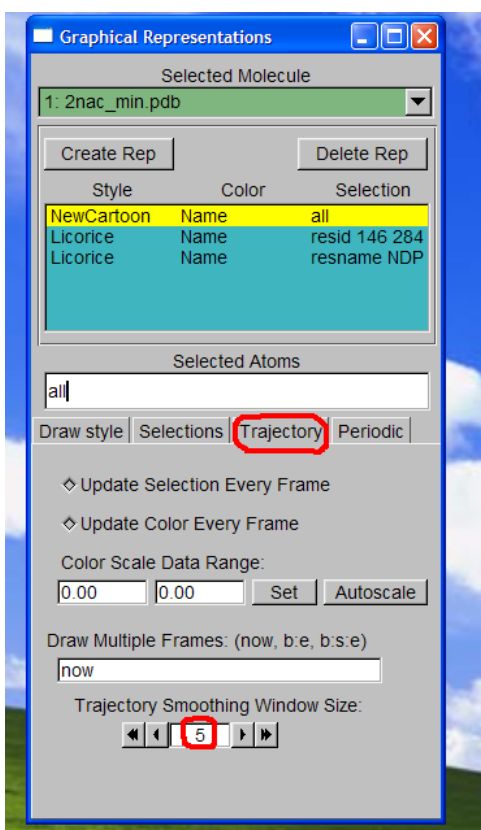 Graphical Representations
Selected Molecule
1: 2nac_min.pdb
Create Rep Delete Rep
Style Color Selection
NewCartoon Name all
Licorice Name resid 146 284
Licorice Name resname NDP
Selected Atoms
all
Draw style Selections Trajectory Periodic
Update Selection Every Frame
Update Color Every Frame
Color Scale Data Range:
0.00 0.00 Set Autoscale
Draw Multiple Frames: (now, b:e, b:s:e)
now
Trajectory Smoothing Window Size:
5